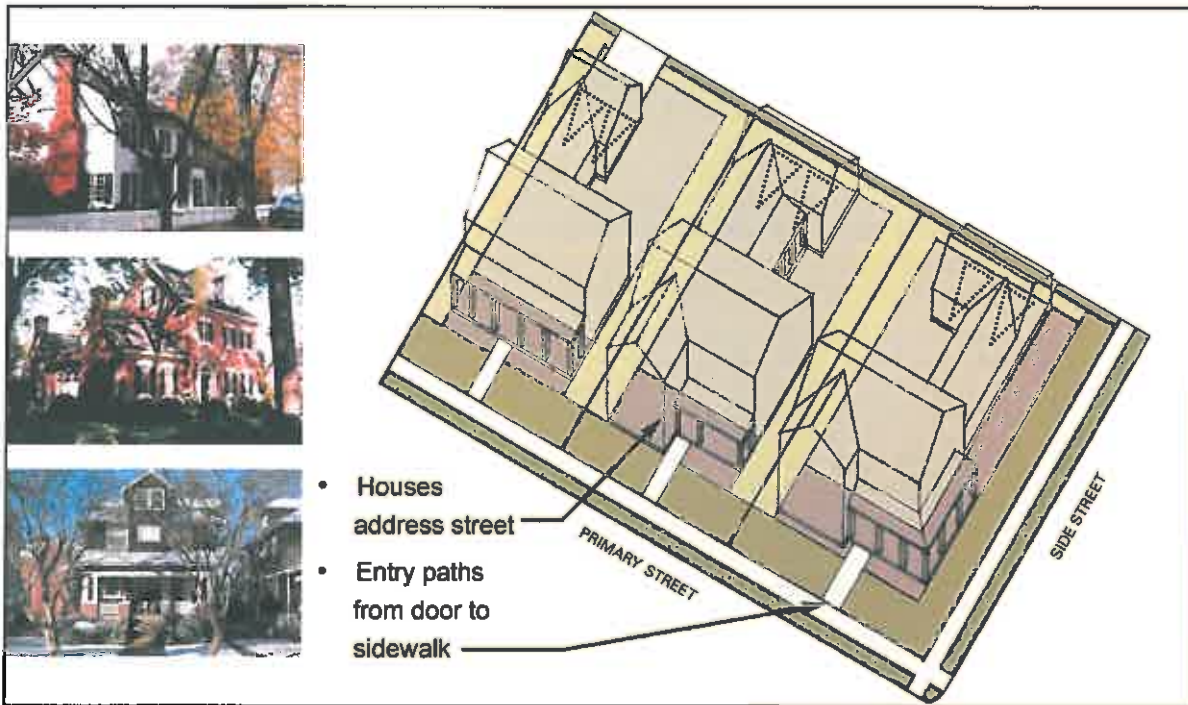 • Houses
address street
• Entry paths
from door to
sidewalk
PRIMARY STREET
SIDE STREET